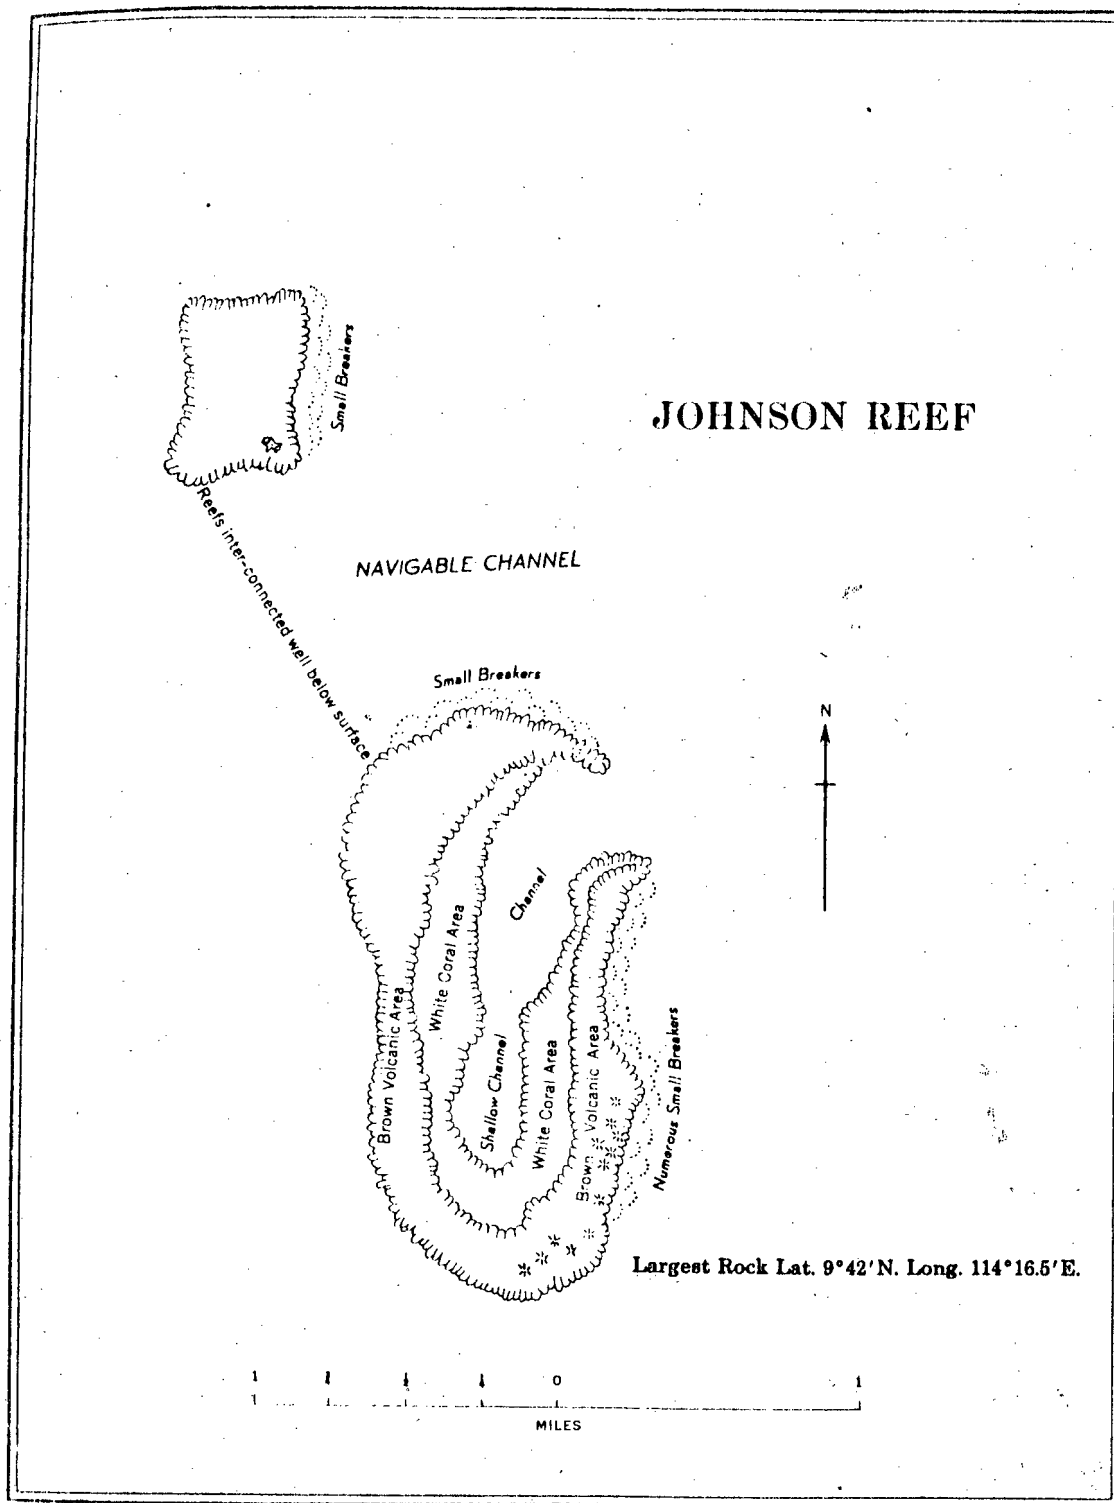 Small Breakers
JOHNSON REEF
Reefs inter-connected well below surface
NAVIGABLE CHANNEL
Small Breakers
N
Channel
White Coral Area
Brown Volcanic Area
Shallow Channel
White Coral Area
Brown Volcanic Area
Numerous Small Breakers
Largest Rock Lat. 9°42'N. Long. 114°16.5'E.
1 0 1
MILES